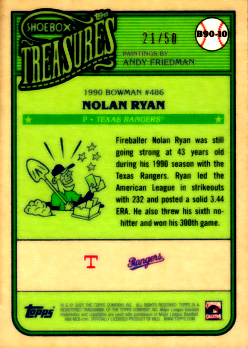 Topps
SHOEBOX
TREASURES
21/50
B90-10
PAINTINGS BY
ANDY FRIEDMAN
1990 BOWMAN #486
NOLAN RYAN
P - TEXAS RANGERS®
Fireballer Nolan Ryan was still
going strong at 43 years old
during his 1990 season with the
Texas Rangers. Ryan led the
American League in strikeouts
with 232 and posted a solid 3.44
ERA. He also threw his sixth no-
hitter and won his 300th game.
T
Rangers
Topps